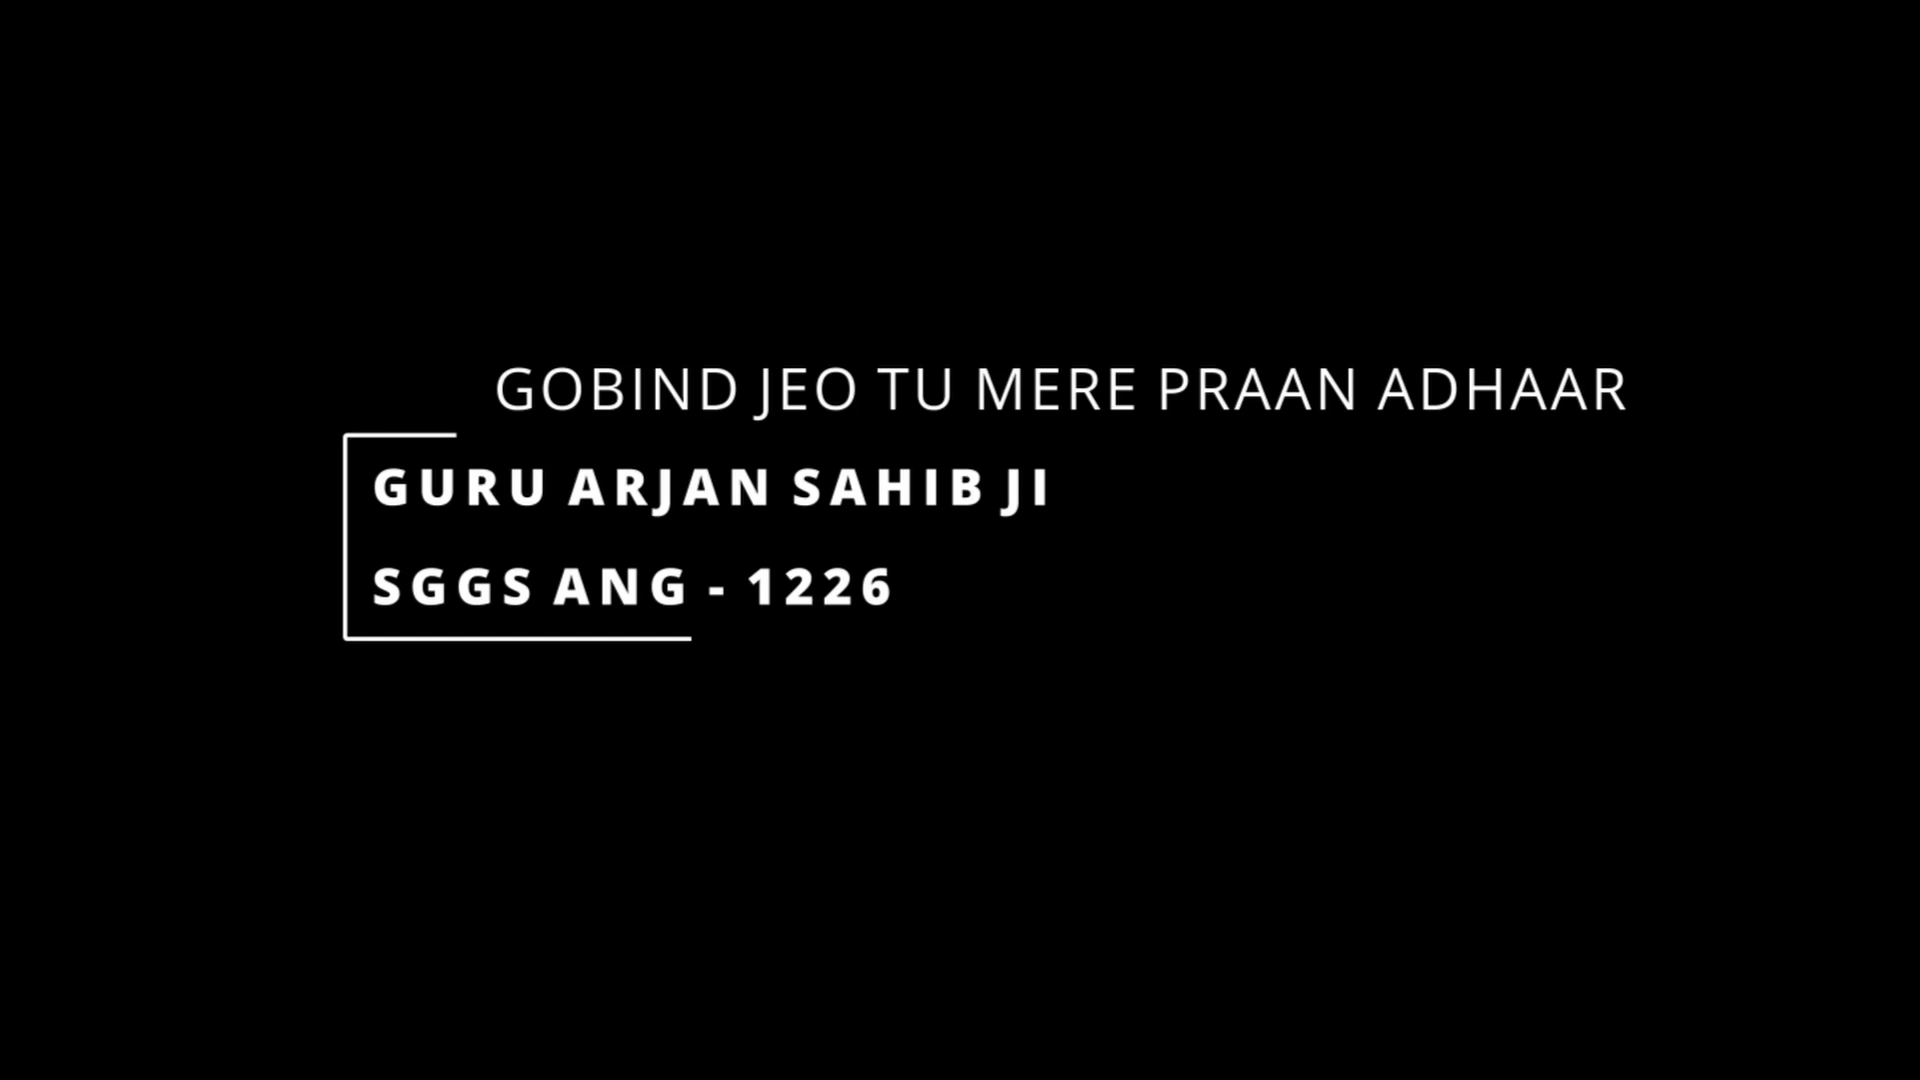 GOBIND JEO TU MERE PRAAN ADHAAR
GURU ARJAN SAHIB JI
SGGS ANG - 1226